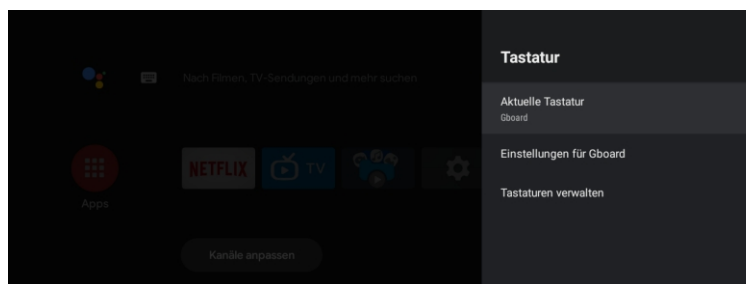 Tastatur
Aktuelle Tastatur
Gboard
Einstellungen für Gboard
Tastaturen verwalten
Nach Filmen, TV-Sendungen und mehr suchen
NETFLIX
TV
Apps
Kanäle anpassen